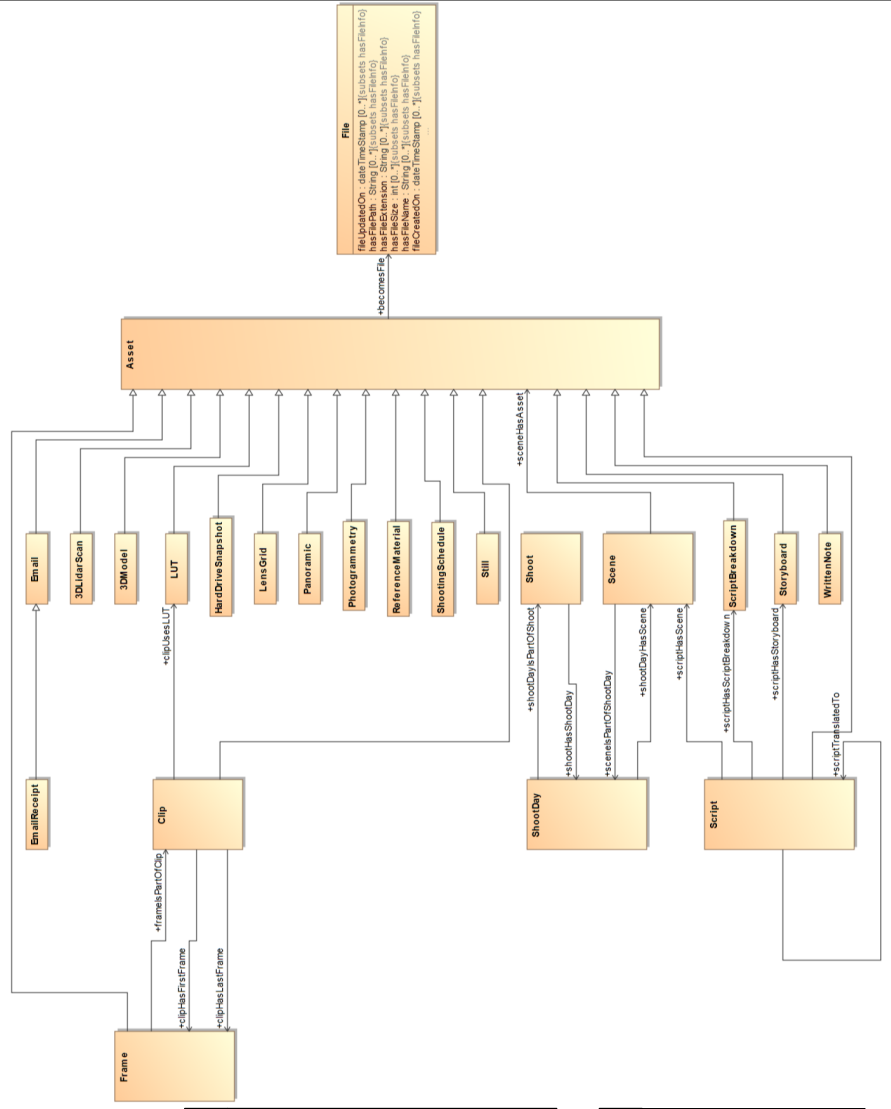 File
fileUpdatedOn : dateTimeStamp [0..*]{subsets hasFileInfo}
hasFilePath : String [0..*]{subsets hasFileInfo}
hasFileExtension : String [0..*]{subsets hasFileInfo}
hasFileSize : int [0..*]{subsets hasFileInfo}
hasFileName : String [0..*]{subsets hasFileInfo}
fileCreatedOn : dateTimeStamp [0..*]{subsets hasFileInfo}
...
+becomesFile
Asset
+sceneHasAsset
Email
3DLidarScan
3DModel
LUT
HardDriveSnapshot
LensGrid
Panoramic
Photogrammetry
ReferenceMaterial
ShootingSchedule
Still
Shoot
Scene
ScriptBreakdown
Storyboard
WrittenNote
+clipUsesLUT
+shootDayIsPartOfShoot
+shootHasShootDay
+sceneIsPartOfShootDay
+shootDayHasScene
+scriptHasScene
+scriptHasScriptBreakdown
+scriptHasStoryboard
+scriptTranslatedTo
EmailReceipt
Clip
ShootDay
Script
+frameIsPartOfClip
+clipHasFirstFrame
+clipHasLastFrame
Frame